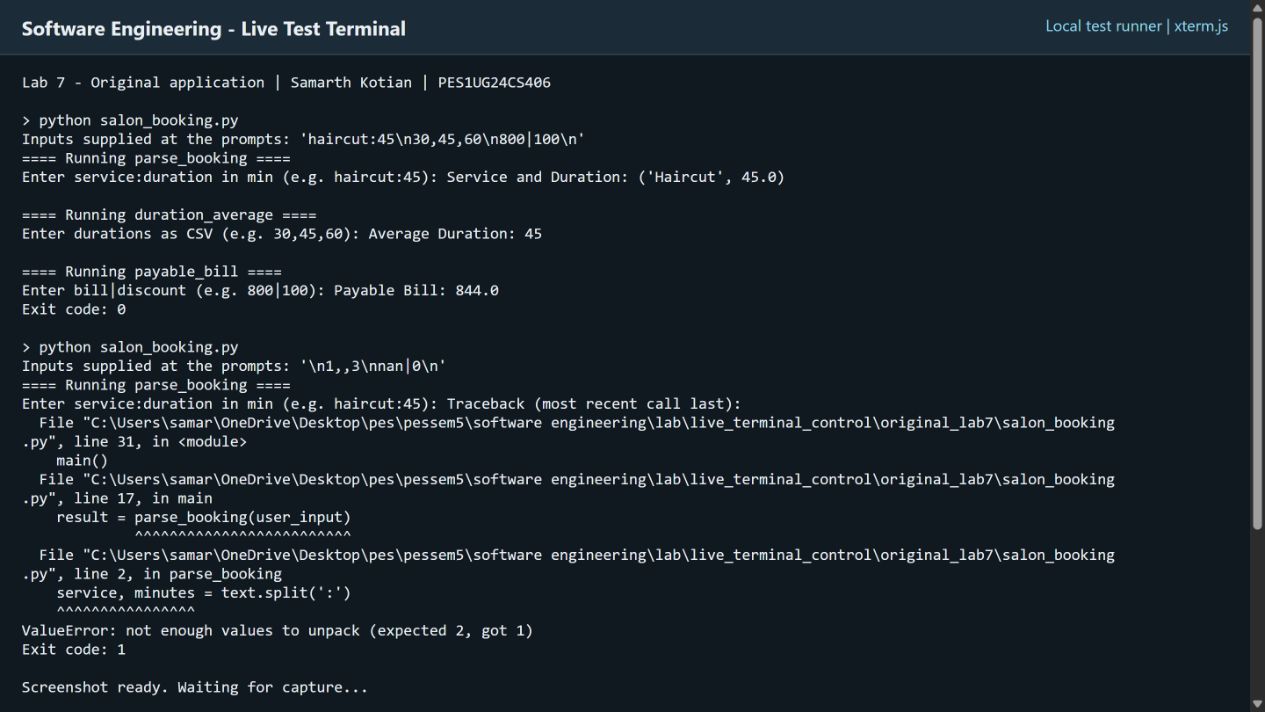 Software Engineering - Live Test Terminal
Local test runner | xterm.js
Lab 7 - Original application | Samarth Kotian | PES1UG24CS406
> python salon_booking.py
Inputs supplied at the prompts: 'haircut:45\n30,45,60\n800|100\n'
==== Running parse_booking ====
Enter service:duration in min (e.g. haircut:45): Service and Duration: ('Haircut', 45.0)
==== Running duration_average ====
Enter durations as CSV (e.g. 30,45,60): Average Duration: 45
==== Running payable_bill ====
Enter bill|discount (e.g. 800|100): Payable Bill: 844.0
Exit code: 0
> python salon_booking.py
Inputs supplied at the prompts: '\n1,,3\nnan|0\n'
==== Running parse_booking ====
Enter service:duration in min (e.g. haircut:45): Traceback (most recent call last):
  File "C:\Users\samar\OneDrive\Desktop\pes\pessem5\software engineering\lab\live_terminal_control\original_lab7\salon_booking
.py", line 31, in <module>
    main()
  File "C:\Users\samar\OneDrive\Desktop\pes\pessem5\software engineering\lab\live_terminal_control\original_lab7\salon_booking
.py", line 17, in main
    result = parse_booking(user_input)
             ^^^^^^^^^^^^^^^^^^^^^^^^^
  File "C:\Users\samar\OneDrive\Desktop\pes\pessem5\software engineering\lab\live_terminal_control\original_lab7\salon_booking
.py", line 2, in parse_booking
    service, minutes = text.split(':')
    ^^^^^^^^^^^^^^^^
ValueError: not enough values to unpack (expected 2, got 1)
Exit code: 1
Screenshot ready. Waiting for capture...